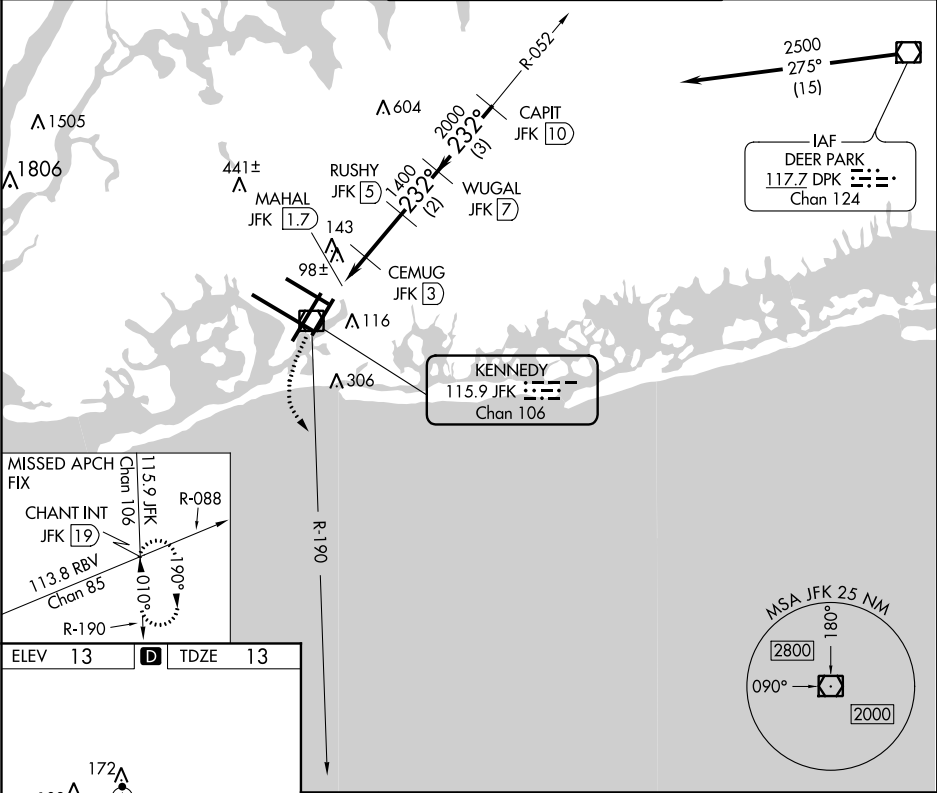 R-052
2500
275°
(15)
604
1505
1806
CAPIT
JFK 10
2000
232°
(3)
IAF
DEER PARK
117.7 DPK
Chan 124
441±
RUSHY
JFK 5
1400
232°
(2)
WUGAL
JFK 7
MAHAL
JFK 1.7
143
98±
CEMUG
JFK 3
116
306
KENNEDY
115.9 JFK
Chan 106
R-190
MISSED APCH
FIX
Chan 106
115.9 JFK
R-088
CHANT INT
JFK 19
113.8 RBV
Chan 85
010°
190°
R-190
MSA JFK 25 NM
180°
2800
090°
2000
ELEV 13 D TDZE 13
172